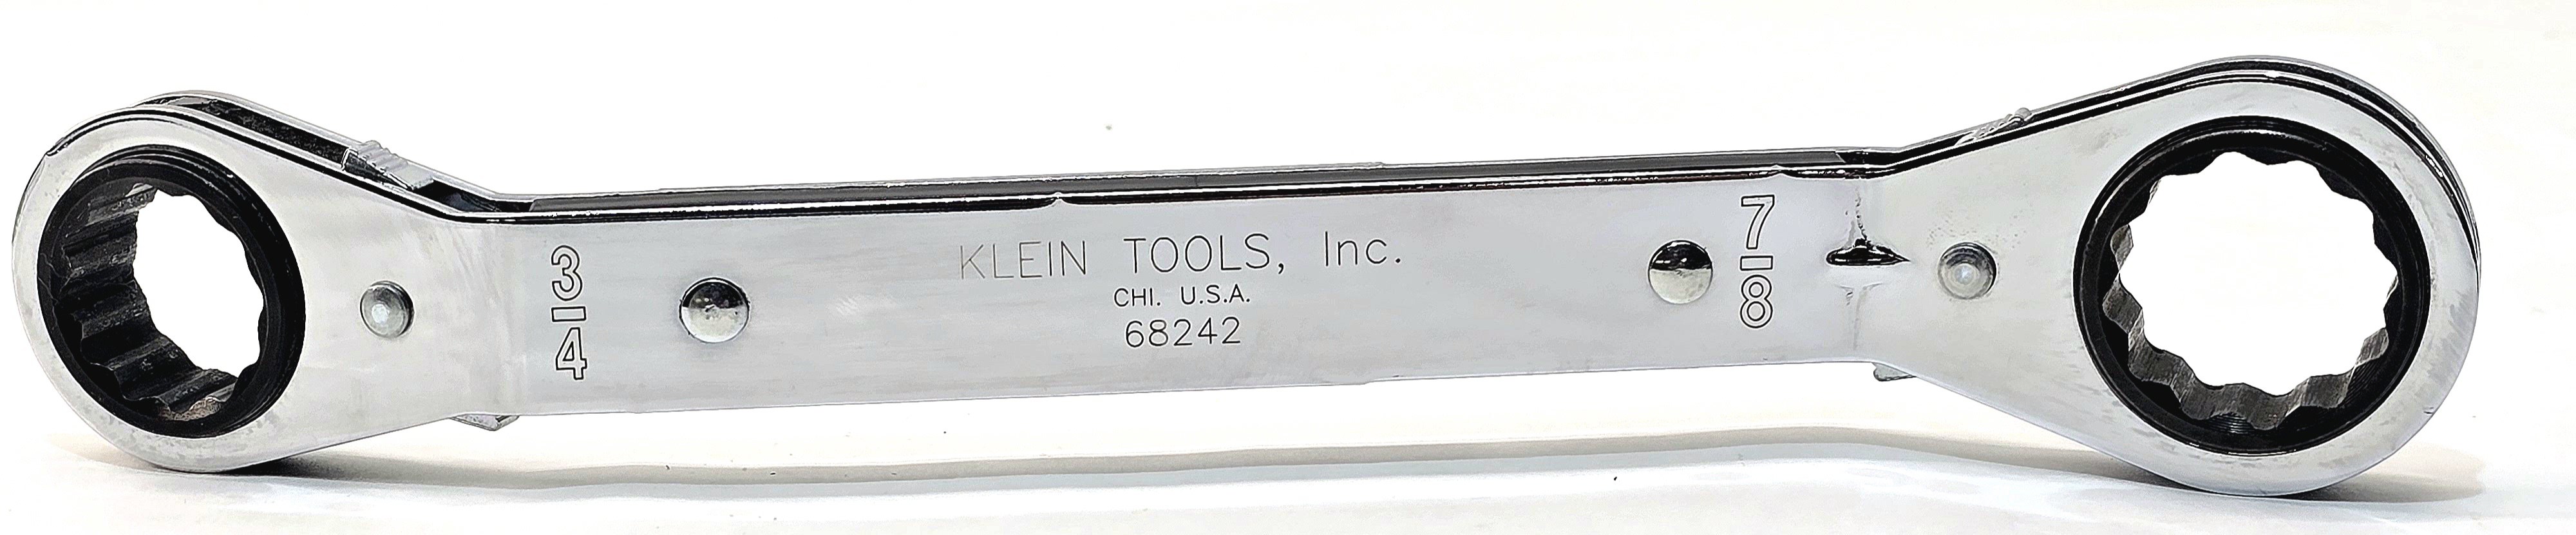 3/4
KLEIN TOOLS, Inc.
CHI. U.S.A.
68242
7/8